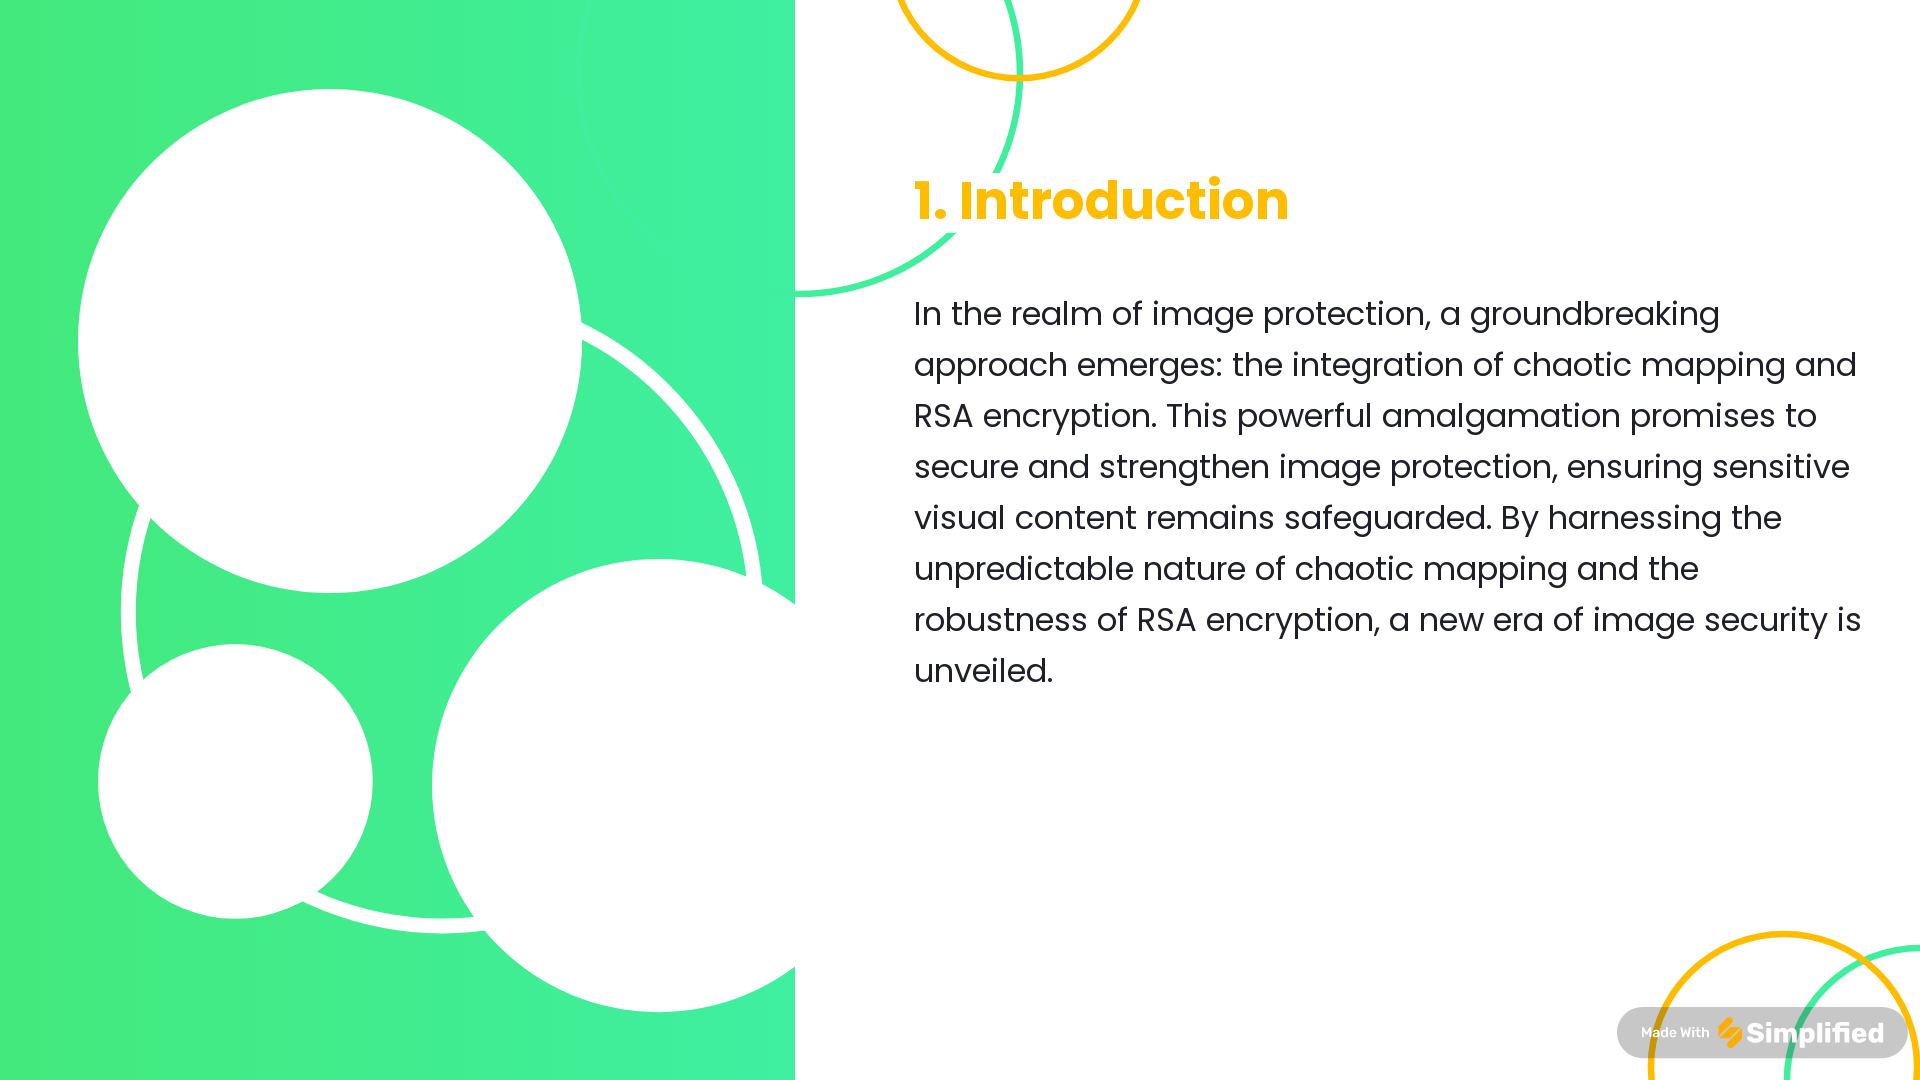 1. Introduction
In the realm of image protection, a groundbreaking
approach emerges: the integration of chaotic mapping and
RSA encryption. This powerful amalgamation promises to
secure and strengthen image protection, ensuring sensitive
visual content remains safeguarded. By harnessing the
unpredictable nature of chaotic mapping and the
robustness of RSA encryption, a new era of image security is
unveiled.
Made With Simplified